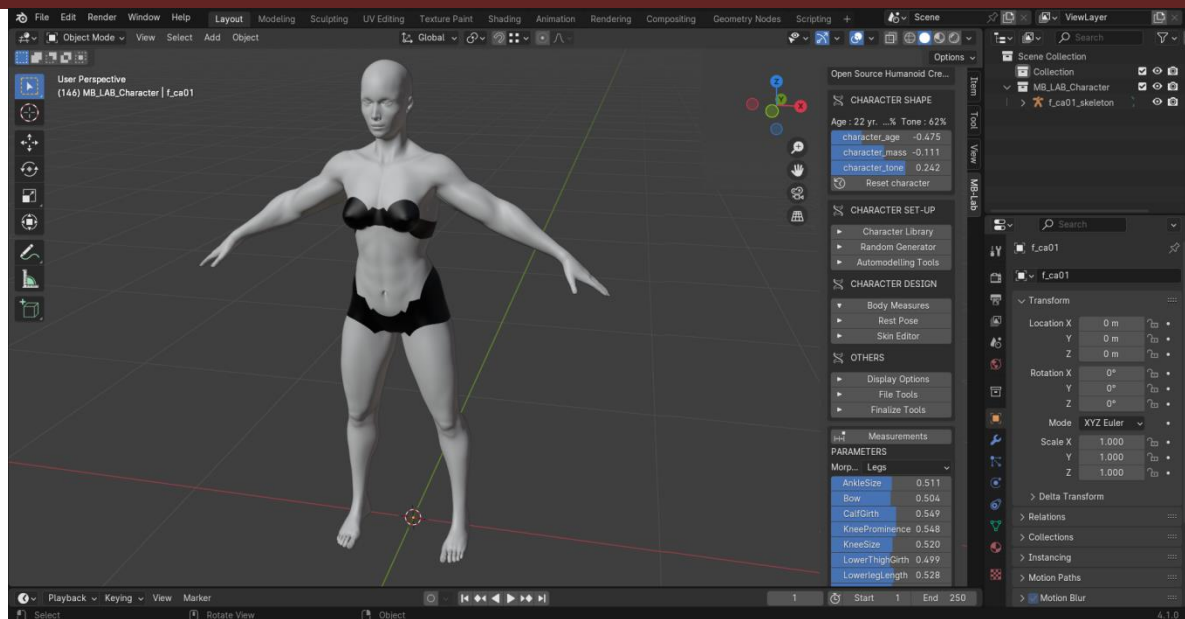 File Edit Render Window Help Layout Modeling Sculpting UV Editing Texture Paint Shading Animation Rendering Compositing Geometry Nodes Scripting + Scene ViewLayer
Object Mode View Select Add Object Global Search
Options
User Perspective
(146) MB_LAB_Character | f_ca01
Open Source Humanoid Cre...
CHARACTER SHAPE
Age : 22 yr. ...% Tone : 62%
character_age -0.475
character_mass -0.111
character_tone 0.242
Reset character
CHARACTER SET-UP
Character Library
Random Generator
Automodelling Tools
CHARACTER DESIGN
Body Measures
Rest Pose
Skin Editor
OTHERS
Display Options
File Tools
Finalize Tools
Measurements
PARAMETERS
Morp... Legs
AnkleSize 0.511
Bow 0.504
CalfGirth 0.549
KneeProminence 0.548
KneeSize 0.520
LowerThighGirth 0.499
LowerlegLength 0.528
Item
Tool
View
MB-Lab
Z
Y
X
Scene Collection
Collection
MB_LAB_Character
f_ca01_skeleton
Search
f_ca01
f_ca01
Transform
Location X 0 m
Y 0 m
Z 0 m
Rotation X 0°
Y 0°
Z 0°
Mode XYZ Euler
Scale X 1.000
Y 1.000
Z 1.000
Delta Transform
Relations
Collections
Instancing
Motion Paths
Motion Blur
Playback Keying View Marker 1 Start 1 End 250
Select Rotate View Object 4.1.0